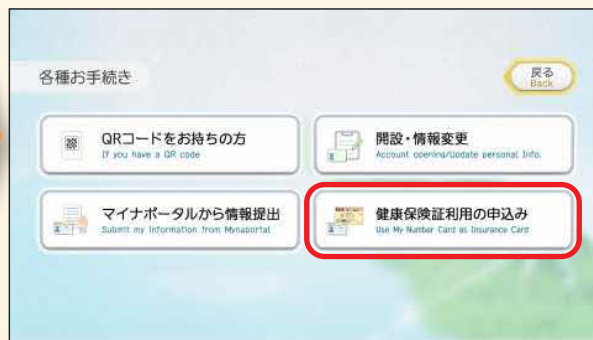 各種お手続き
戻る
Back
QRコードをお持ちの方
If you have a QR code
開設・情報変更
Account opening/Update personal Info.
マイナポータルから情報提出
Submit my information from Mynaportal
健康保険証利用の申込み
Use My Number Card as Insurance Card